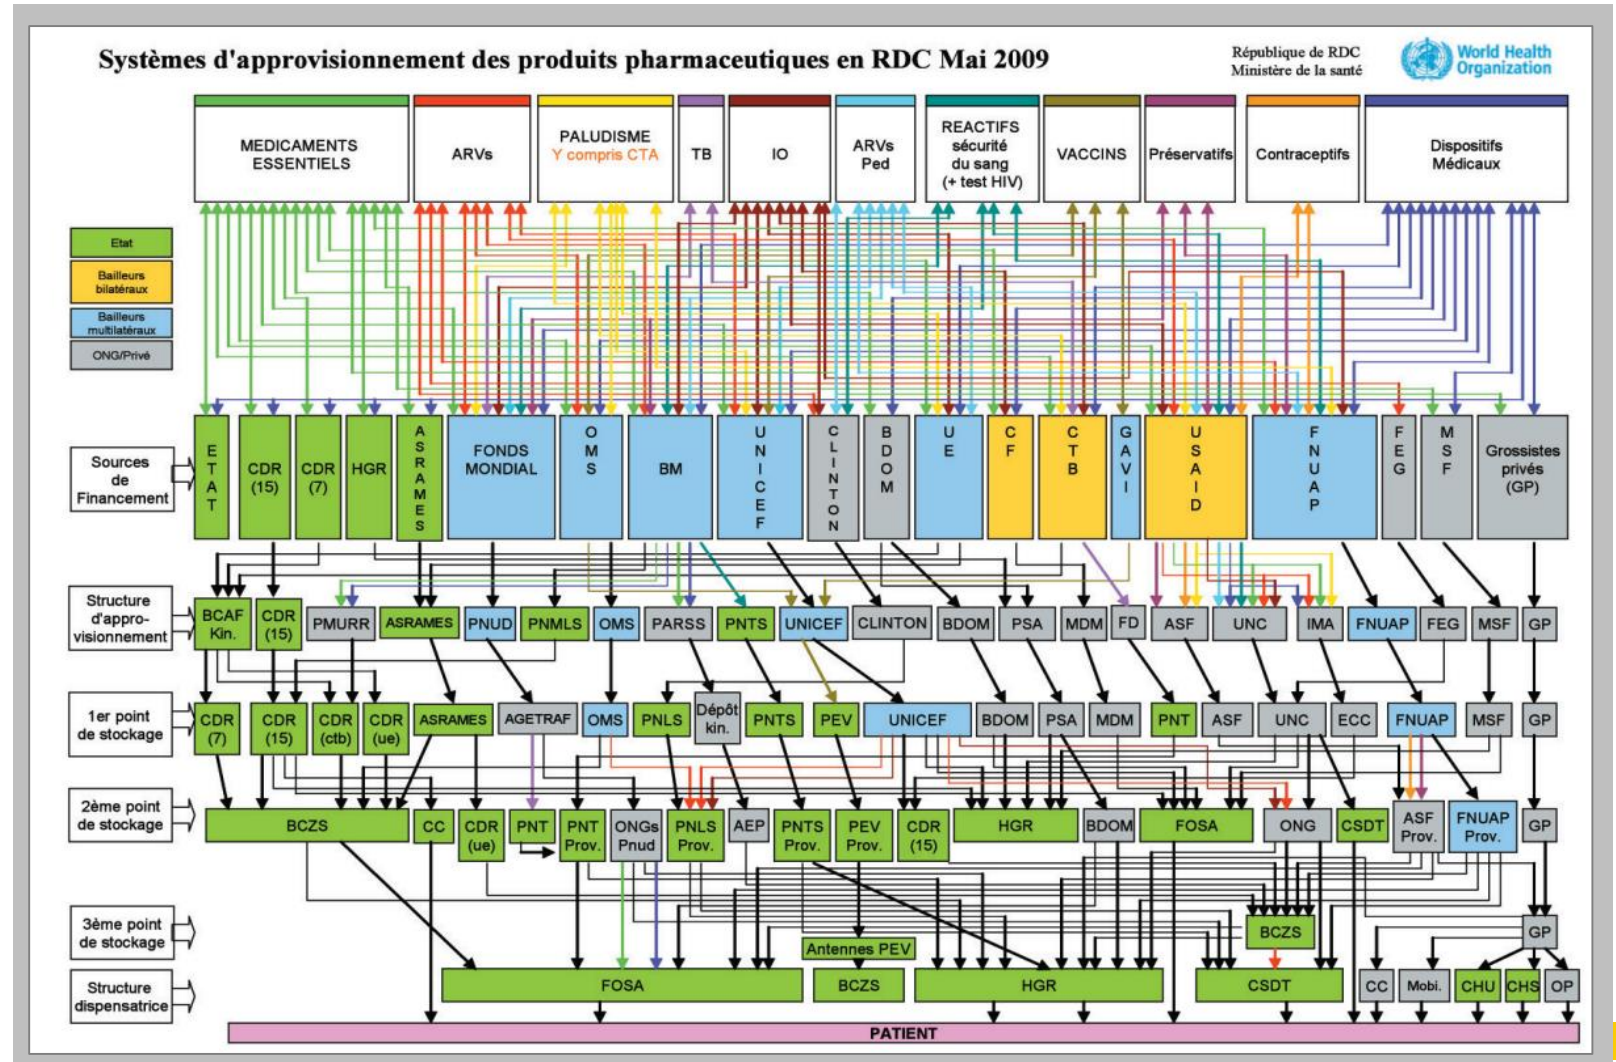 Systèmes d'approvisionnement des produits pharmaceutiques en RDC Mai 2009
République de RDC
Ministère de la santé
World Health
Organization
MEDICAMENTS
ESSENTIELS
ARVs
PALUDISME
Y compris CTA
TB
IO
ARVs
Ped
REACTIFS
sécurité
du sang
(+ test HIV)
VACCINS
Préservatifs
Contraceptifs
Dispositifs
Médicaux
Etat
Bailleurs
bilatéraux
Bailleurs
multilatéraux
ONG/Privé
Sources
de
Financement
ETAT
CDR
(15)
CDR
(7)
HGR
ASRAMES
FONDS
MONDIAL
OMS
BM
UNICEF
CLINTON
BDOM
UE
CF
CTB
GAVI
USAID
FNUAP
FEG
MSF
Grossistes
privés
(GP)
Structure
d'appro-
visionnement
BCAF
Kin.
CDR
(15)
PMURR
ASRAMES
PNUD
PNMLS
OMS
PARSS
PNTS
UNICEF
CLINTON
BDOM
PSA
MDM
FD
ASF
UNC
IMA
FNUAP
FEG
MSF
GP
1er point
de stockage
CDR
(7)
CDR
(15)
CDR
(ctb)
CDR
(ue)
ASRAMES
AGETRAF
OMS
PNLS
Dépôt
kin.
PNTS
PEV
UNICEF
BDOM
PSA
MDM
PNT
ASF
UNC
ECC
FNUAP
MSF
GP
2ème point
de stockage
BCZS
CC
CDR
(ue)
PNT
PNT
Prov.
ONGs
Pnud
PNLS
Prov.
AEP
PNTS
Prov.
PEV
Prov.
CDR
(15)
HGR
BDOM
FOSA
ONG
CSDT
ASF
Prov.
FNUAP
Prov.
GP
3ème point
de stockage
Antennes PEV
BCZS
GP
Structure
dispensatrice
FOSA
BCZS
HGR
CSDT
CC
Mobi.
CHU
CHS
OP
PATIENT